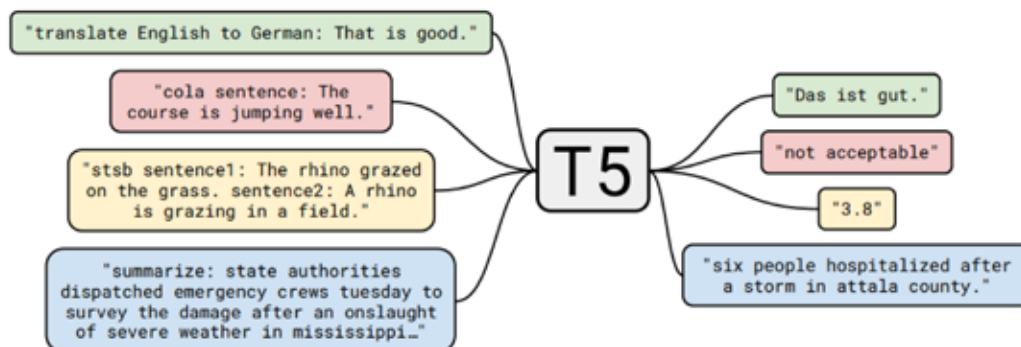 "translate English to German: That is good."
"cola sentence: The
course is jumping well."
"stsb sentence1: The rhino grazed
on the grass. sentence2: A rhino
is grazing in a field."
"summarize: state authorities
dispatched emergency crews tuesday to
survey the damage after an onslaught
of severe weather in mississippi…"
T5
"Das ist gut."
"not acceptable"
"3.8"
"six people hospitalized after
a storm in attala county."